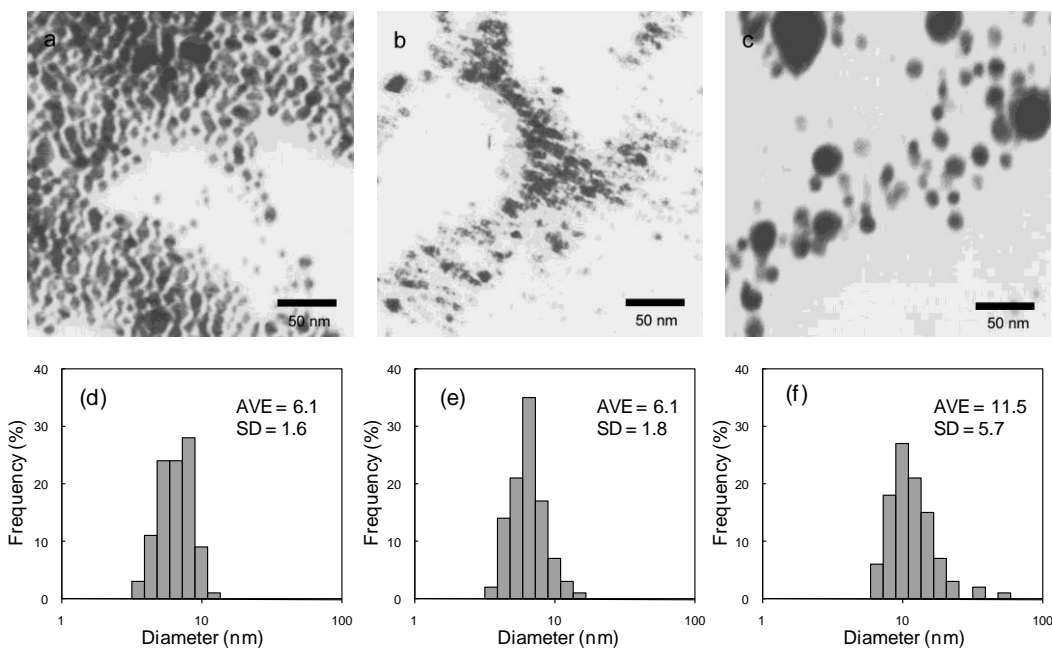 a
b
c
50 nm
50 nm
50 nm
(d)
AVE = 6.1
SD = 1.6
40
30
20
10
0
Frequency (%)
1
10
100
Diameter (nm)
(e)
AVE = 6.1
SD = 1.8
40
30
20
10
0
Frequency (%)
1
10
100
Diameter (nm)
(f)
AVE = 11.5
SD = 5.7
40
30
20
10
0
Frequency (%)
1
10
100
Diameter (nm)